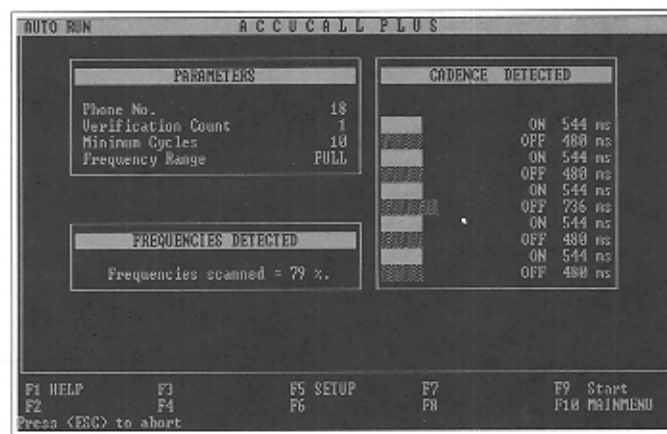 AUTO RUN
ACCUCALL PLUS
PARAMETERS
Phone No. 18
Verification Count 1
Minimum Cycles 10
Frequency Range FULL
FREQUENCIES DETECTED
Frequencies scanned = 79 %.
CADENCE DETECTED
ON 544 ms
OFF 480 ms
ON 544 ms
OFF 480 ms
ON 544 ms
OFF 736 ms
ON 544 ms
OFF 480 ms
ON 544 ms
OFF 480 ms
F1 HELP F3 F5 SETUP F7 F9 Start
F2 F4 F6 F8 F10 MAINMENU
Press <ESC> to abort